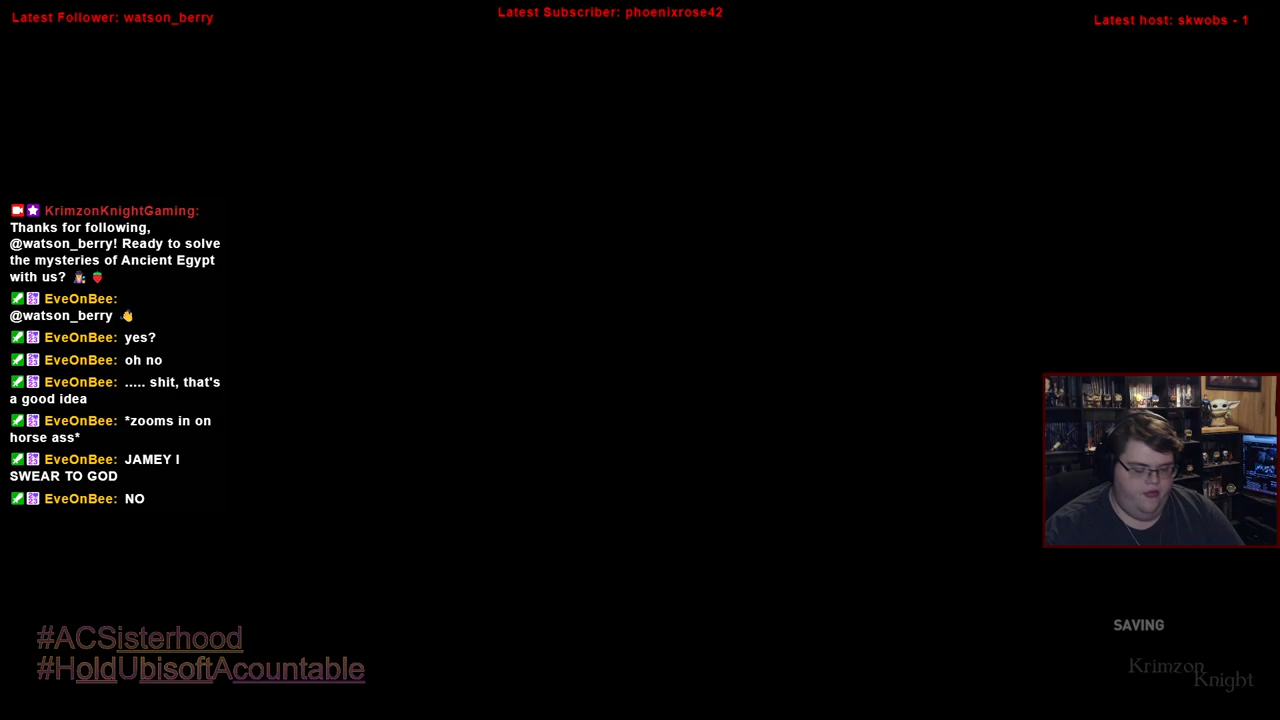 Latest Follower: watson_berry
Latest Subscriber: phoenixrose42
Latest host: skwobs - 1
KrimzonKnightGaming:
Thanks for following,
@watson_berry! Ready to solve
the mysteries of Ancient Egypt
with us?
EveOnBee:
@watson_berry
EveOnBee: yes?
EveOnBee: oh no
EveOnBee: ..... shit, that's
a good idea
EveOnBee: *zooms in on
horse ass*
EveOnBee: JAMEY I
SWEAR TO GOD
EveOnBee: NO
#ACSisterhood
#HoldUbisoftAcountable
SAVING
Krimzon
Knight